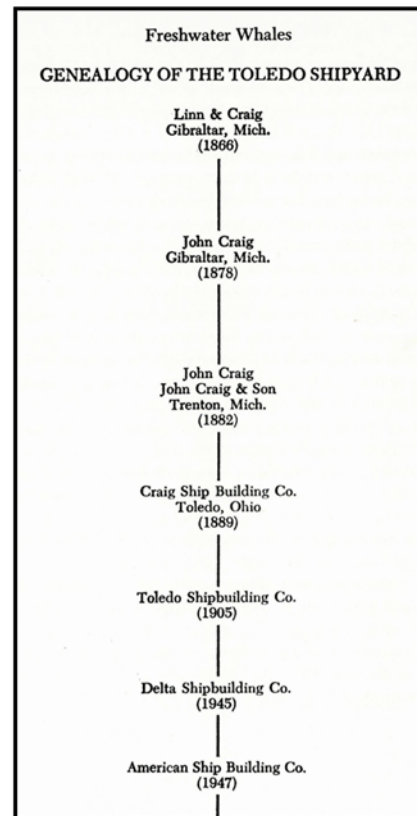 Freshwater Whales
GENEALOGY OF THE TOLEDO SHIPYARD
Linn & Craig
Gibraltar, Mich.
(1866)
John Craig
Gibraltar, Mich.
(1878)
John Craig
John Craig & Son
Trenton, Mich.
(1882)
Craig Ship Building Co.
Toledo, Ohio
(1889)
Toledo Shipbuilding Co.
(1905)
Delta Shipbuilding Co.
(1945)
American Ship Building Co.
(1947)